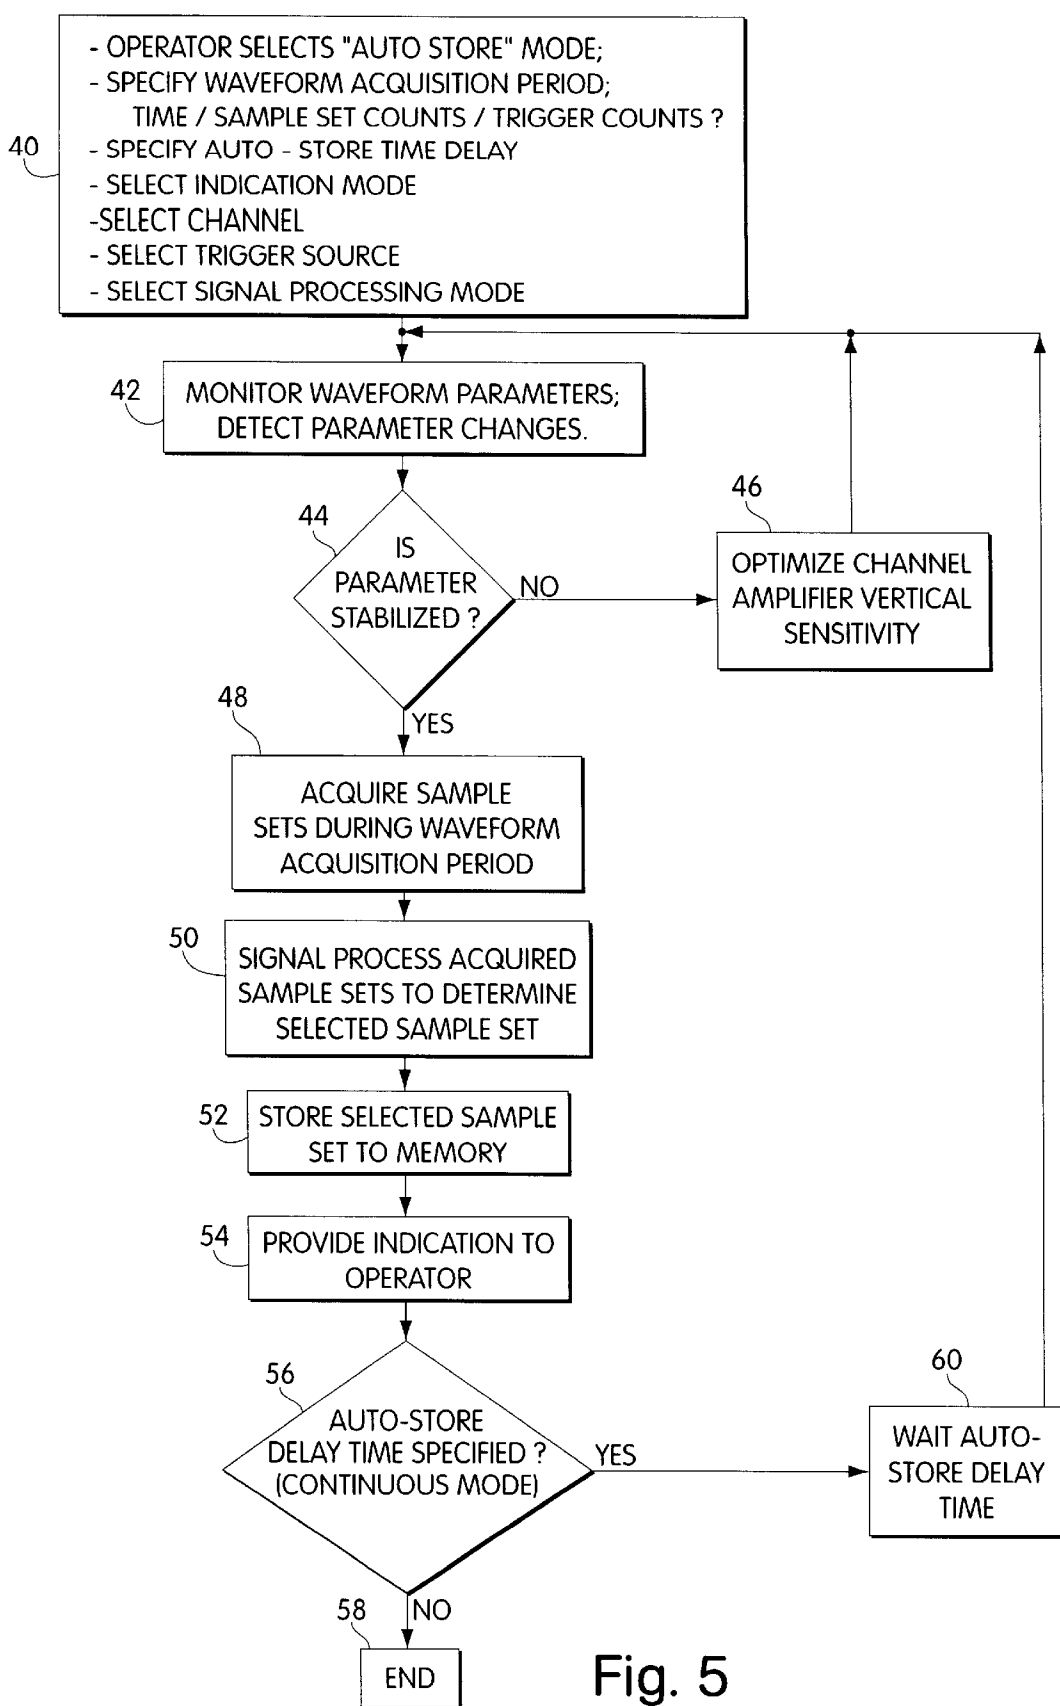 - OPERATOR SELECTS "AUTO STORE" MODE;
- SPECIFY WAVEFORM ACQUISITION PERIOD;
TIME / SAMPLE SET COUNTS / TRIGGER COUNTS ?
- SPECIFY AUTO - STORE TIME DELAY
- SELECT INDICATION MODE
-SELECT CHANNEL
- SELECT TRIGGER SOURCE
- SELECT SIGNAL PROCESSING MODE
40
42
MONITOR WAVEFORM PARAMETERS;
DETECT PARAMETER CHANGES.
44
IS
PARAMETER
STABILIZED ?
NO
46
OPTIMIZE CHANNEL
AMPLIFIER VERTICAL
SENSITIVITY
YES
48
ACQUIRE SAMPLE
SETS DURING WAVEFORM
ACQUISITION PERIOD
50
SIGNAL PROCESS ACQUIRED
SAMPLE SETS TO DETERMINE
SELECTED SAMPLE SET
52
STORE SELECTED SAMPLE
SET TO MEMORY
54
PROVIDE INDICATION TO
OPERATOR
56
AUTO-STORE
DELAY TIME SPECIFIED ?
(CONTINUOUS MODE)
YES
60
WAIT AUTO-
STORE DELAY
TIME
NO
58
END
Fig. 5